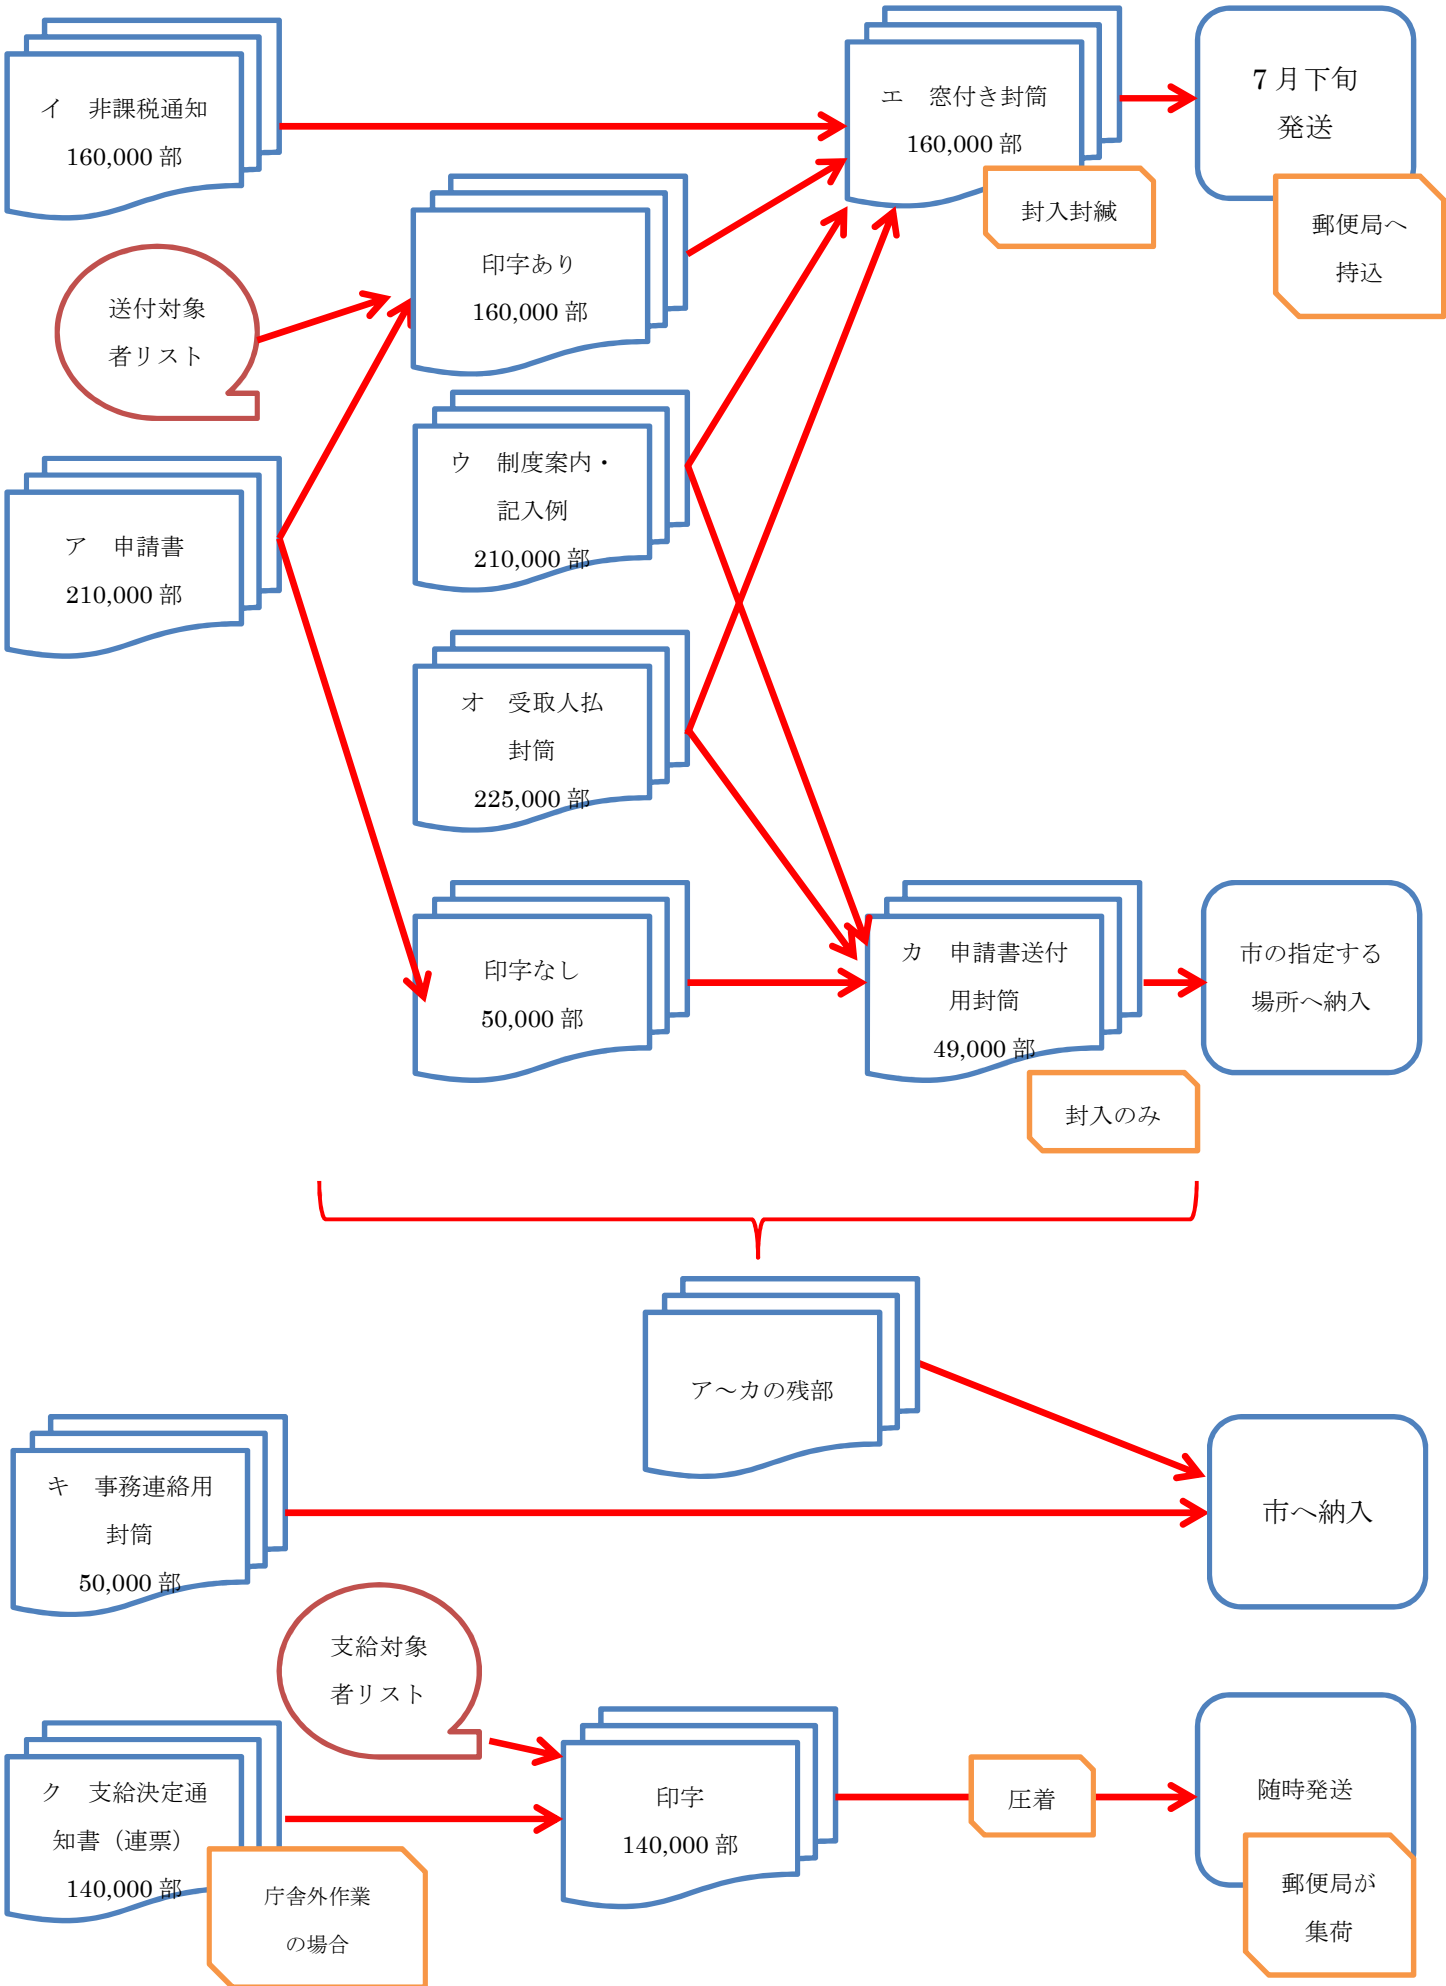 イ　非課税通知
160,000 部
エ　窓付き封筒
160,000 部
封入封緘
7 月下旬
発送
郵便局へ
持込
送付対象
者リスト
印字あり
160,000 部
ア　申請書
210,000 部
ウ　制度案内・
記入例
210,000 部
オ　受取人払
封筒
225,000 部
印字なし
50,000 部
カ　申請書送付
用封筒
49,000 部
封入のみ
市の指定する
場所へ納入
ア～カの残部
キ　事務連絡用
封筒
50,000 部
市へ納入
支給対象
者リスト
ク　支給決定通
知書（連票）
140,000 部
庁舎外作業
の場合
印字
140,000 部
圧着
随時発送
郵便局が
集荷